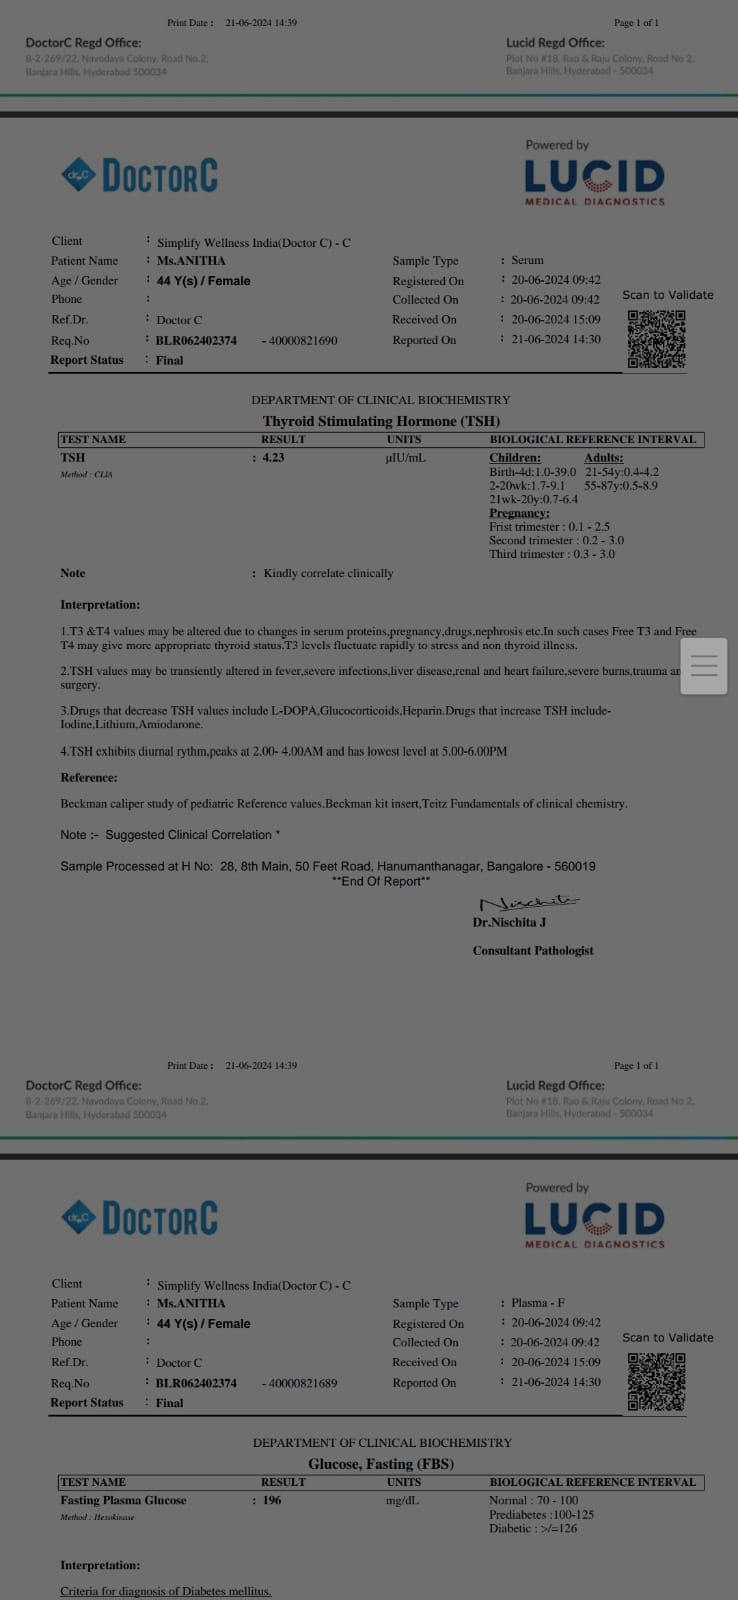 Print Date : 21-06-2024 14:39 Page 1 of 1
DoctorC Regd Office: Lucid Regd Office:
8-2-269/22, Navodaya Colony, Road No.2, Plot No #18, Rao & Raju Colony, Road No 2,
Banjara Hills, Hyderabad 500034 Banjara Hills, Hyderabad - 500034
Powered by
dr.C DOCTORC LUCID
MEDICAL DIAGNOSTICS
Client : Simplify Wellness India(Doctor C) - C
Patient Name : Ms.ANITHA Sample Type : Serum
Age / Gender : 44 Y(s) / Female Registered On : 20-06-2024 09:42
Phone : Collected On : 20-06-2024 09:42 Scan to Validate
Ref.Dr. : Doctor C Received On : 20-06-2024 15:09
Req.No : BLR062402374 - 40000821690 Reported On : 21-06-2024 14:30
Report Status : Final
DEPARTMENT OF CLINICAL BIOCHEMISTRY
Thyroid Stimulating Hormone (TSH)
TEST NAME RESULT UNITS BIOLOGICAL REFERENCE INTERVAL
TSH : 4.23 µIU/mL Children: Adults:
Method : CLIA Birth-4d:1.0-39.0 21-54y:0.4-4.2
2-20wk:1.7-9.1 55-87y:0.5-8.9
21wk-20y:0.7-6.4
Pregnancy:
Frist trimester : 0.1 - 2.5
Second trimester : 0.2 - 3.0
Third trimester : 0.3 - 3.0
Note : Kindly correlate clinically
Interpretation:
1.T3 &T4 values may be altered due to changes in serum proteins,pregnancy,drugs,nephrosis etc.In such cases Free T3 and Free
T4 may give more appropriate thyroid status.T3 levels fluctuate rapidly to stress and non thyroid illness.
2.TSH values may be transiently altered in fever,severe infections,liver disease,renal and heart failure,severe burns,trauma
surgery.
3.Drugs that decrease TSH values include L-DOPA,Glucocorticoids,Heparin.Drugs that increase TSH include-
Iodine,Lithium,Amiodarone.
4.TSH exhibits diurnal rythm,peaks at 2.00- 4.00AM and has lowest level at 5.00-6.00PM
Reference:
Beckman caliper study of pediatric Reference values.Beckman kit insert,Teitz Fundamentals of clinical chemistry.
Note :- Suggested Clinical Correlation *
Sample Processed at H No: 28, 8th Main, 50 Feet Road, Hanumanthanagar, Bangalore - 560019
**End Of Report**
Nischita
Dr.Nischita J
Consultant Pathologist
Print Date : 21-06-2024 14:39 Page 1 of 1
DoctorC Regd Office: Lucid Regd Office:
8-2-269/22, Navodaya Colony, Road No.2, Plot No #18, Rao & Raju Colony, Road No 2,
Banjara Hills, Hyderabad 500034 Banjara Hills, Hyderabad - 500034
Powered by
dr.C DOCTORC LUCID
MEDICAL DIAGNOSTICS
Client : Simplify Wellness India(Doctor C) - C
Patient Name : Ms.ANITHA Sample Type : Plasma - F
Age / Gender : 44 Y(s) / Female Registered On : 20-06-2024 09:42
Phone : Collected On : 20-06-2024 09:42 Scan to Validate
Ref.Dr. : Doctor C Received On : 20-06-2024 15:09
Req.No : BLR062402374 - 40000821689 Reported On : 21-06-2024 14:30
Report Status : Final
DEPARTMENT OF CLINICAL BIOCHEMISTRY
Glucose, Fasting (FBS)
TEST NAME RESULT UNITS BIOLOGICAL REFERENCE INTERVAL
Fasting Plasma Glucose : 196 mg/dL Normal : 70 - 100
Method : Hexokinase Prediabetes :100-125
Diabetic : >/=126
Interpretation:
Criteria for diagnosis of Diabetes mellitus.